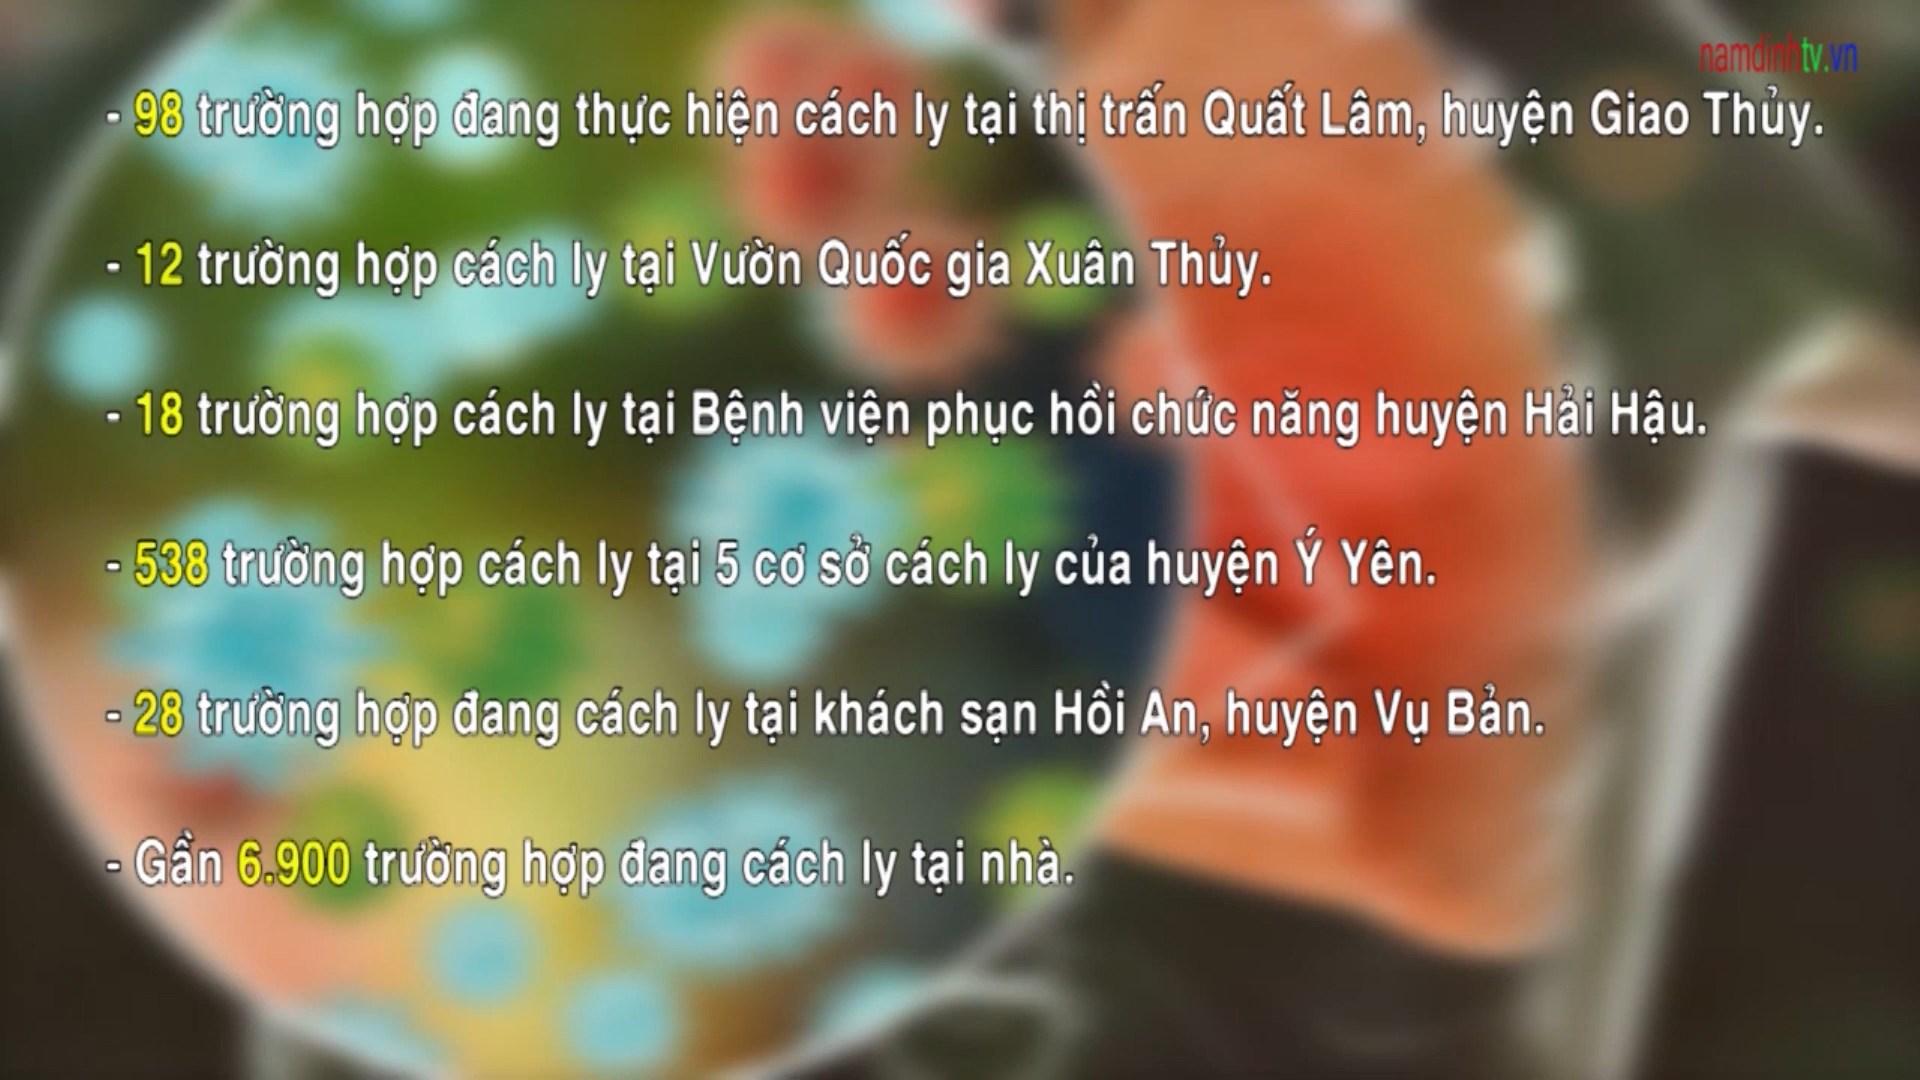 namdinhtv.vn
- 98 trường hợp đang thực hiện cách ly tại thị trấn Quất Lâm, huyện Giao Thủy.
- 12 trường hợp cách ly tại Vườn Quốc gia Xuân Thủy.
- 18 trường hợp cách ly tại Bệnh viện phục hồi chức năng huyện Hải Hậu.
- 538 trường hợp cách ly tại 5 cơ sở cách ly của huyện Ý Yên.
- 28 trường hợp đang cách ly tại khách sạn Hồi An, huyện Vụ Bản.
- Gần 6.900 trường hợp đang cách ly tại nhà.